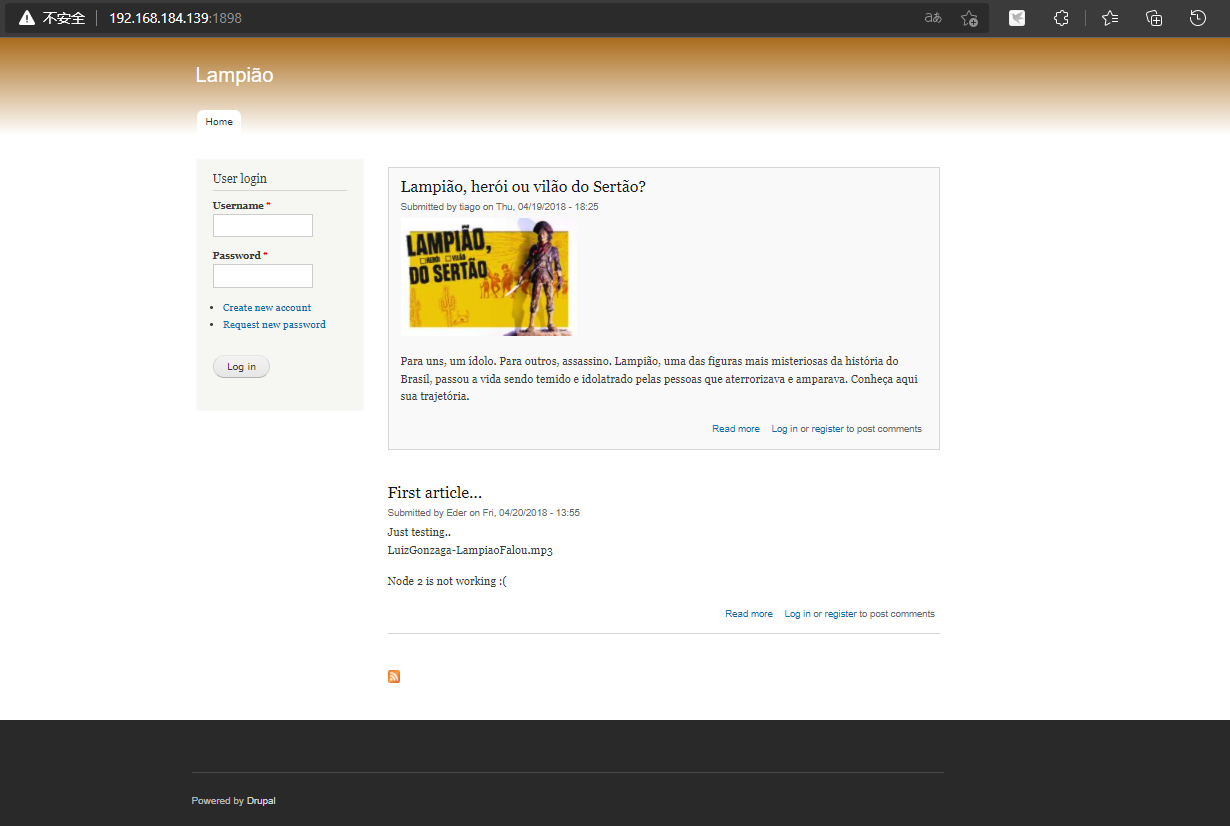 不安全
192.168.184.139:1898
Lampião
Home
User login
Username *
Password *
Create new account
Request new password
Log in
Lampião, herói ou vilão do Sertão?
Submitted by tiago on Thu, 04/19/2018 - 18:25
LAMPIÃO,
HERÓI VILÃO
DO SERTÃO
Para uns, um ídolo. Para outros, assassino. Lampião, uma das figuras mais misteriosas da história do
Brasil, passou a vida sendo temido e idolatrado pelas pessoas que aterrorizava e amparava. Conheça aqui
sua trajetória.
Read more Log in or register to post comments
First article...
Submitted by Eder on Fri, 04/20/2018 - 13:55
Just testing..
LuizGonzaga-LampiaoFalou.mp3
Node 2 is not working :(
Read more Log in or register to post comments
Powered by Drupal